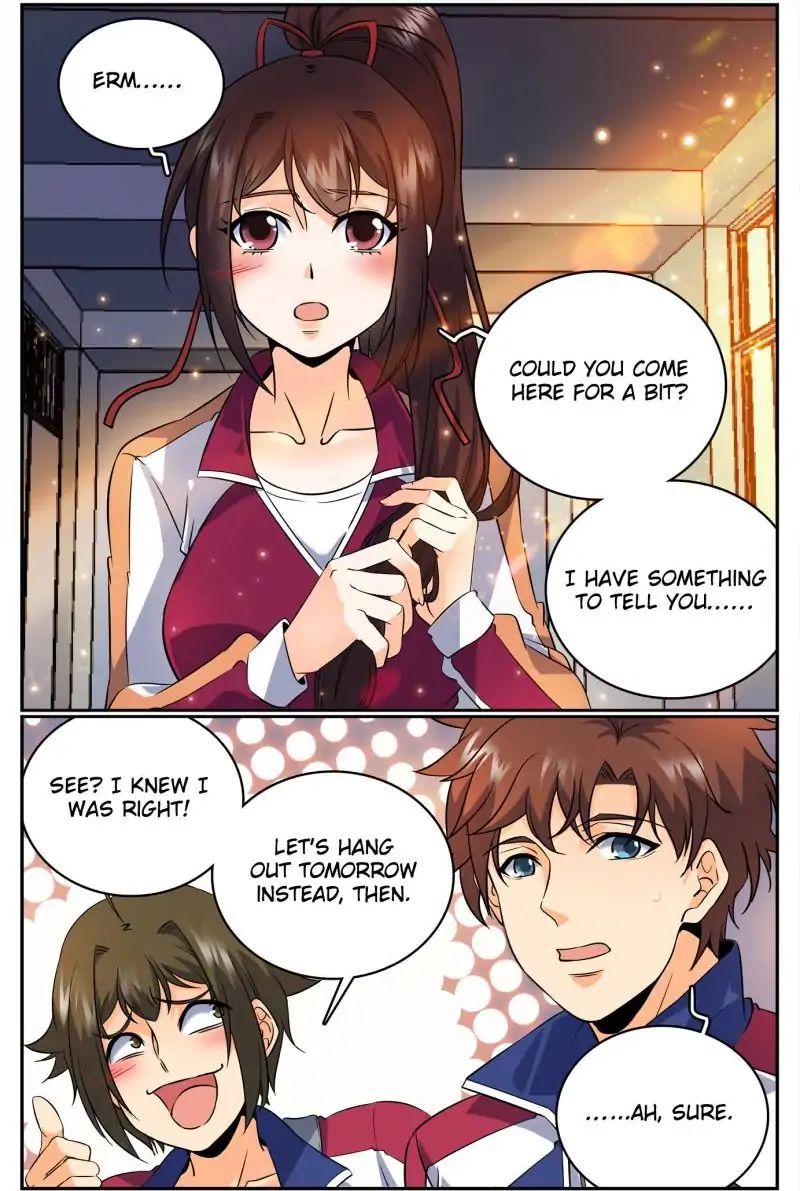 ERM......
COULD YOU COME
HERE FOR A BIT?
I HAVE SOMETHING
TO TELL YOU......
SEE? I KNEW I
WAS RIGHT!
LET'S HANG
OUT TOMORROW
INSTEAD, THEN.
......AH, SURE.